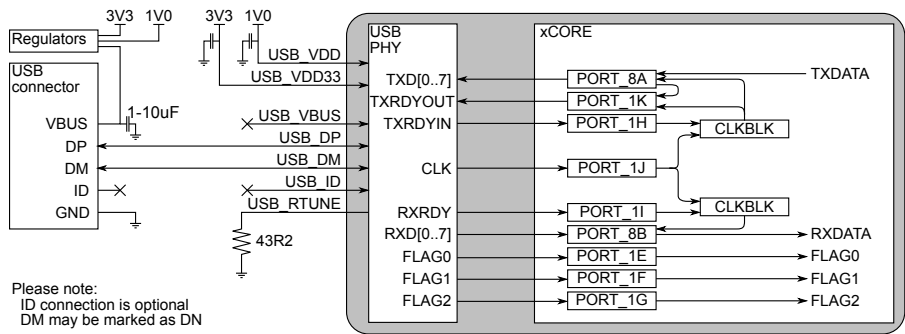 3V3 1V0
Regulators
USB
connector
VBUS
DP
DM
ID
GND
1-10uF
3V3 1V0
USB_VDD
USB_VDD33
USB_VBUS
USB_DP
USB_DM
USB_ID
USB_RTUNE
43R2
USB
PHY
TXD[0..7]
TXRDYOUT
TXRDYIN
CLK
RXRDY
RXD[0..7]
FLAG0
FLAG1
FLAG2
xCORE
PORT_8A
PORT_1K
PORT_1H
PORT_1J
PORT_1I
PORT_8B
PORT_1E
PORT_1F
PORT_1G
CLKBLK
CLKBLK
TXDATA
RXDATA
FLAG0
FLAG1
FLAG2
Please note:
ID connection is optional
DM may be marked as DN